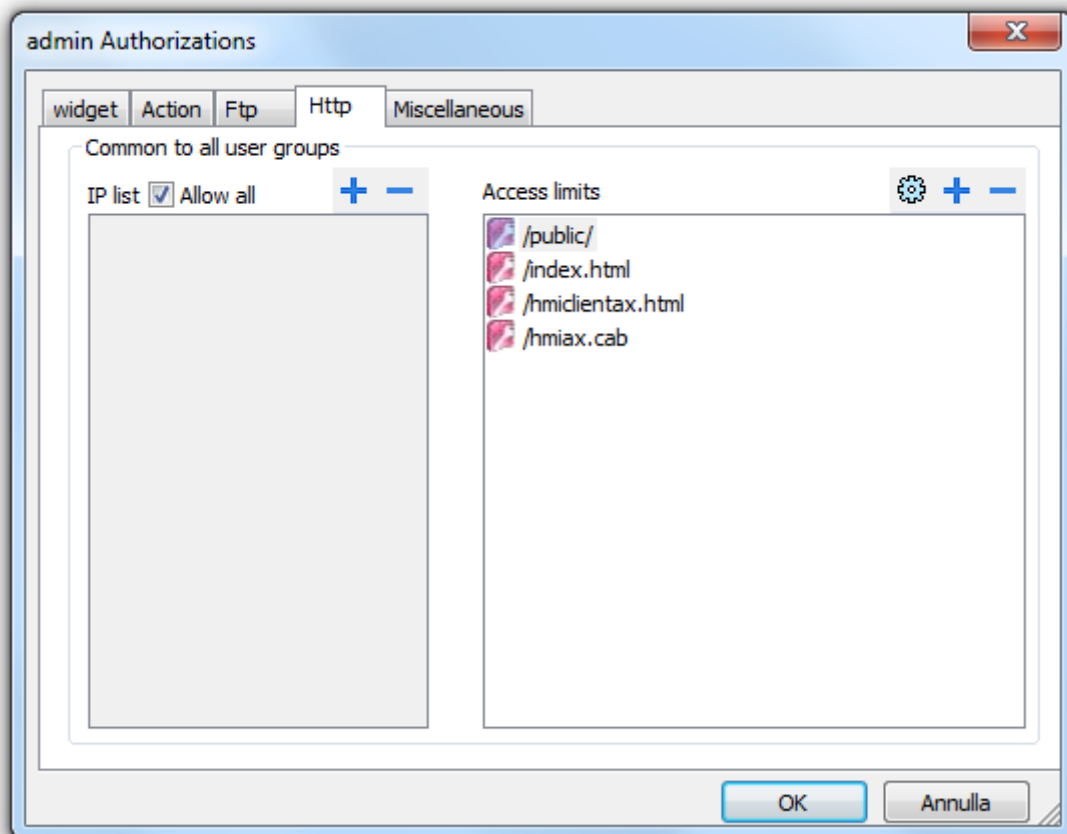 admin Authorizations
widget Action Ftp Http Miscellaneous
Common to all user groups
IP list Allow all
Access limits
/public/
/index.html
/hmiclientax.html
/hmiax.cab
OK Annulla